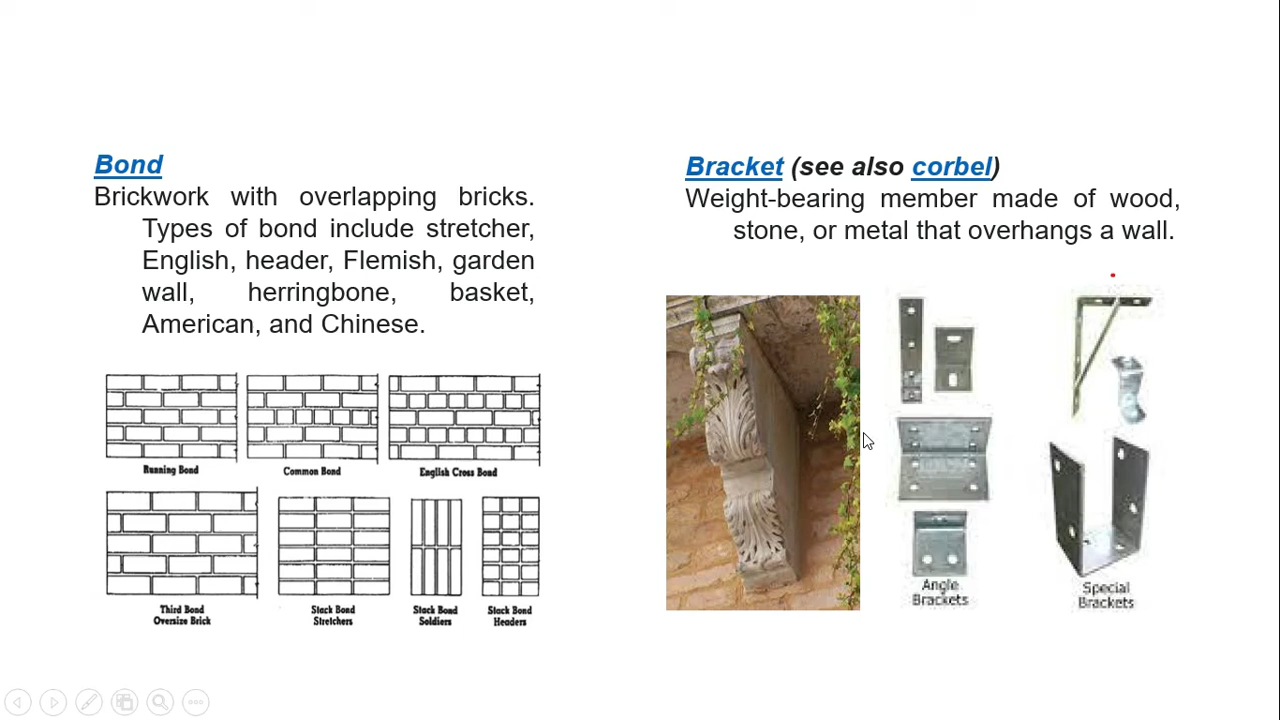 Bond
Brickwork with overlapping bricks.
Types of bond include stretcher,
English, header, Flemish, garden
wall, herringbone, basket,
American, and Chinese.
Running Bond
Common Bond
English Cross Bond
Third Bond
Oversize Brick
Stack Bond
Stretchers
Stack Bond
Soldiers
Stack Bond
Headers
Bracket (see also corbel)
Weight-bearing member made of wood,
stone, or metal that overhangs a wall.
Angle
Brackets
Special
Brackets